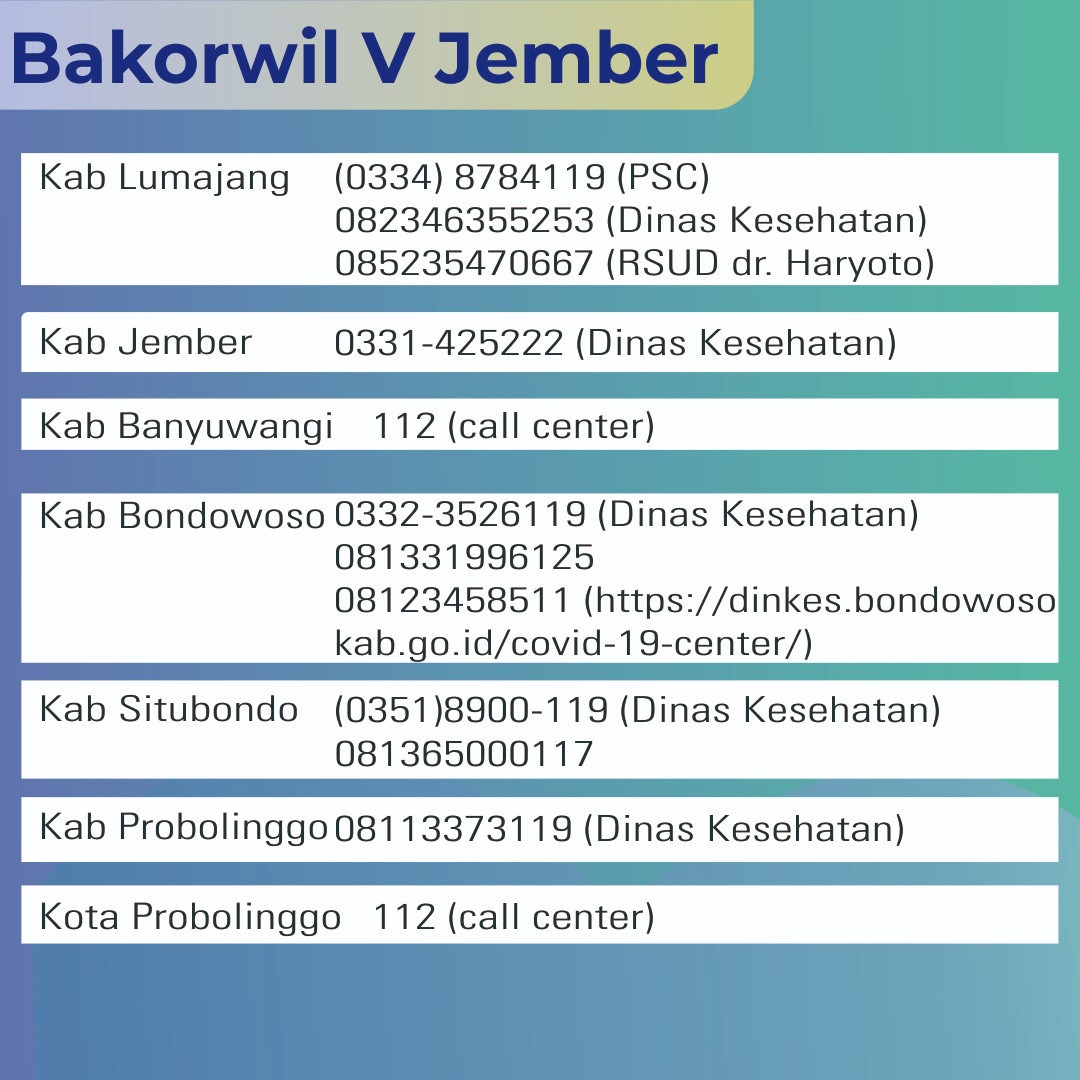 Bakorwil V Jember
Kab Lumajang (0334) 8784119 (PSC)
082346355253 (Dinas Kesehatan)
085235470667 (RSUD dr. Haryoto)
Kab Jember 0331-425222 (Dinas Kesehatan)
Kab Banyuwangi 112 (call center)
Kab Bondowoso 0332-3526119 (Dinas Kesehatan)
081331996125
08123458511 (https://dinkes.bondowoso
kab.go.id/covid-19-center/)
Kab Situbondo (0351)8900-119 (Dinas Kesehatan)
081365000117
Kab Probolinggo 08113373119 (Dinas Kesehatan)
Kota Probolinggo 112 (call center)